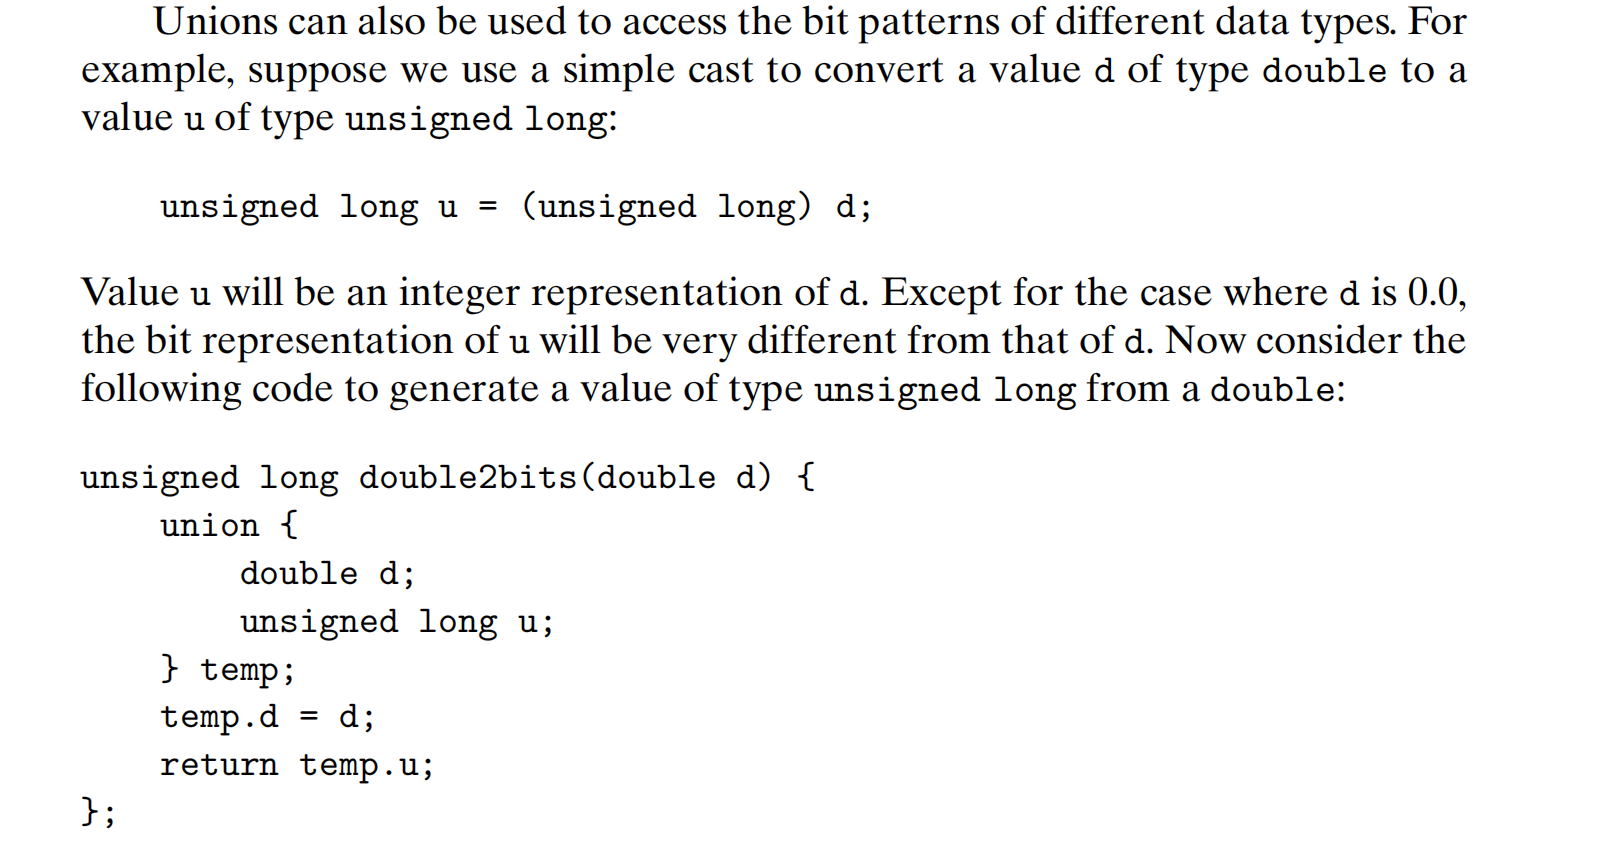 Unions can also be used to access the bit patterns of different data types. For
example, suppose we use a simple cast to convert a value d of type double to a
value u of type unsigned long:
unsigned long u = (unsigned long) d;
Value u will be an integer representation of d. Except for the case where d is 0.0,
the bit representation of u will be very different from that of d. Now consider the
following code to generate a value of type unsigned long from a double:
unsigned long double2bits(double d) {
    union {
        double d;
        unsigned long u;
    } temp;
    temp.d = d;
    return temp.u;
};